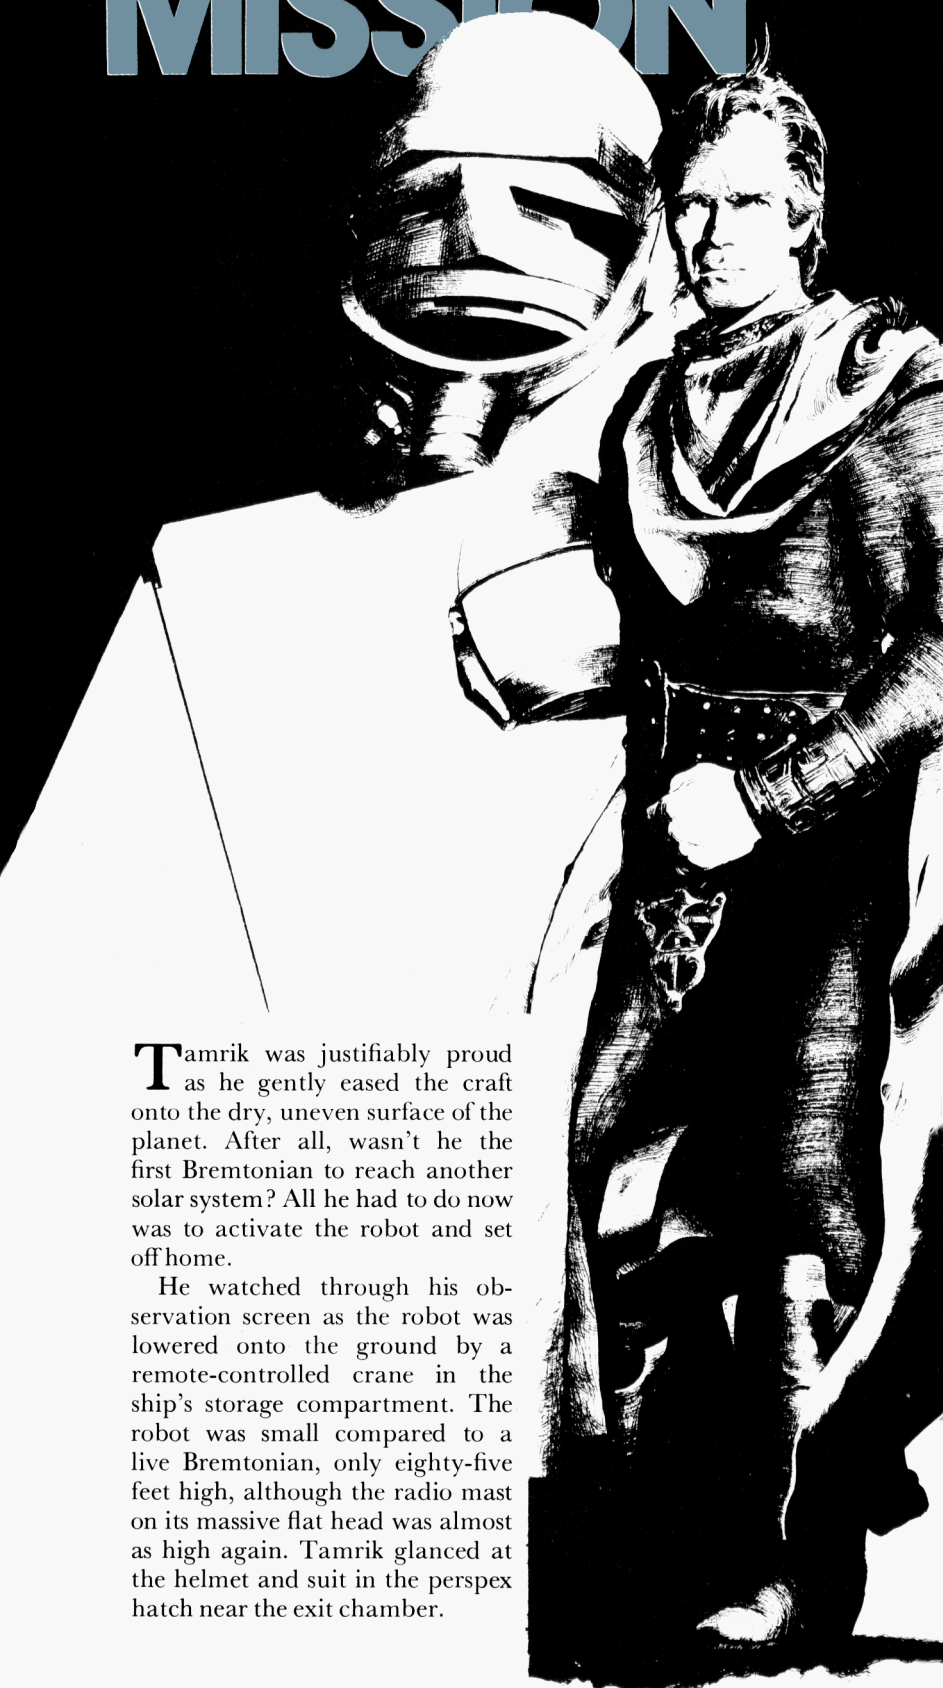 MISSION
Tamrik was justifiably proud
as he gently eased the craft
onto the dry, uneven surface of the
planet. After all, wasn't he the
first Bremtonian to reach another
solar system? All he had to do now
was to activate the robot and set
off home.
He watched through his ob-
servation screen as the robot was
lowered onto the ground by a
remote-controlled crane in the
ship's storage compartment. The
robot was small compared to a
live Bremtonian, only eighty-five
feet high, although the radio mast
on its massive flat head was almost
as high again. Tamrik glanced at
the helmet and suit in the perspex
hatch near the exit chamber.